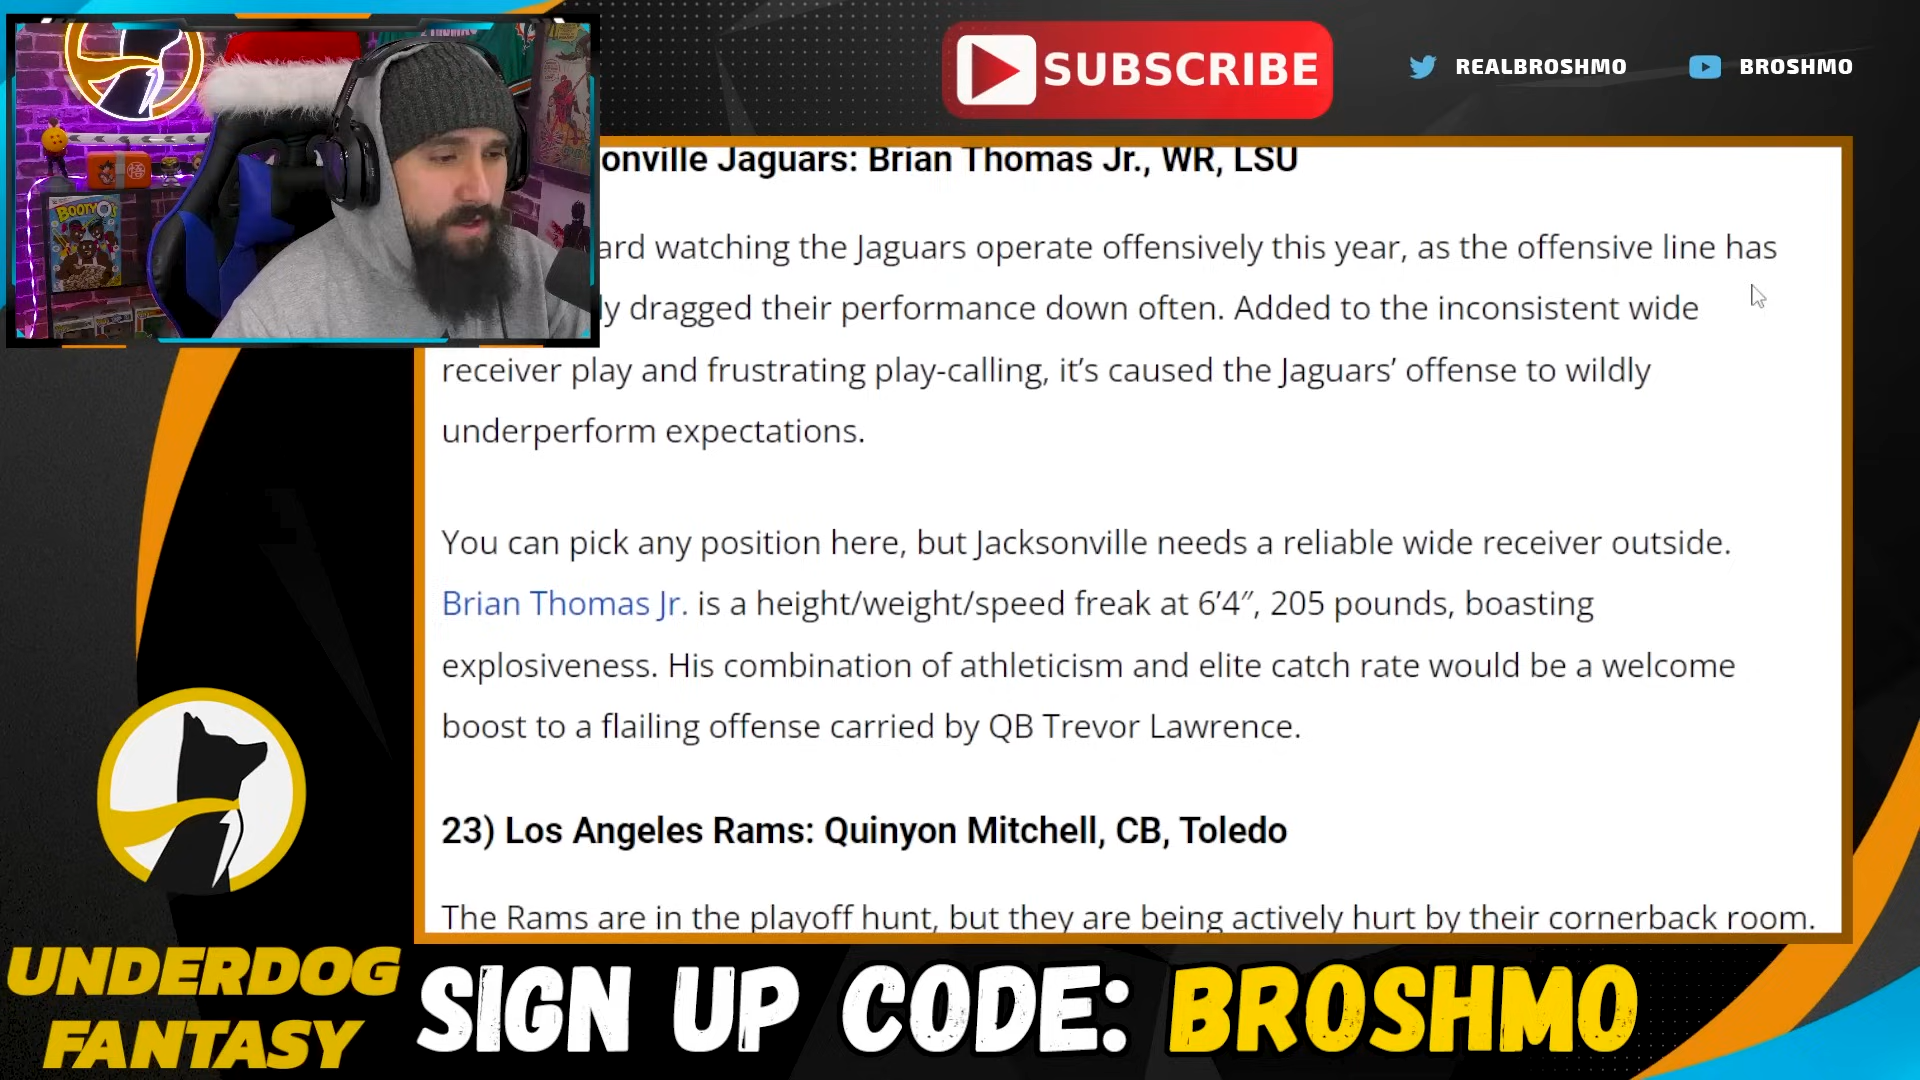 SUBSCRIBE
REALBROSHMO
BROSHMO
BOOTY O's
onville Jaguars: Brian Thomas Jr., WR, LSU
ard watching the Jaguars operate offensively this year, as the offensive line has
ly dragged their performance down often. Added to the inconsistent wide
receiver play and frustrating play-calling, it’s caused the Jaguars’ offense to wildly
underperform expectations.
You can pick any position here, but Jacksonville needs a reliable wide receiver outside.
Brian Thomas Jr. is a height/weight/speed freak at 6’4″, 205 pounds, boasting
explosiveness. His combination of athleticism and elite catch rate would be a welcome
boost to a flailing offense carried by QB Trevor Lawrence.
23) Los Angeles Rams: Quinyon Mitchell, CB, Toledo
The Rams are in the playoff hunt, but they are being actively hurt by their cornerback room.
UNDERDOG
FANTASY
SIGN UP CODE: BROSHMO